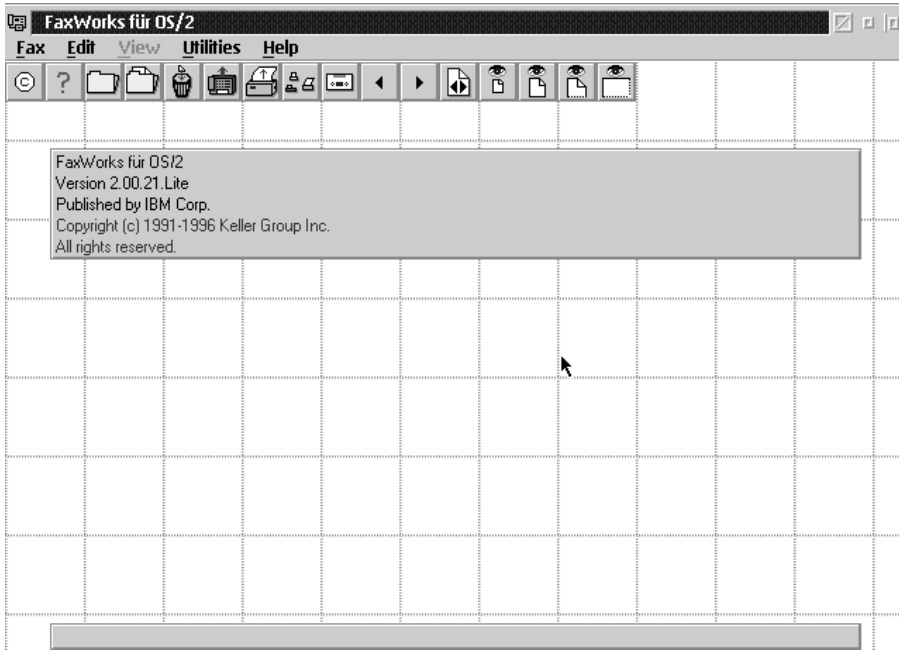 FaxWorks für OS/2
Fax Edit View Utilities Help
FaxWorks für OS/2
Version 2.00.21.Lite
Published by IBM Corp.
Copyright (c) 1991-1996 Keller Group Inc.
All rights reserved.